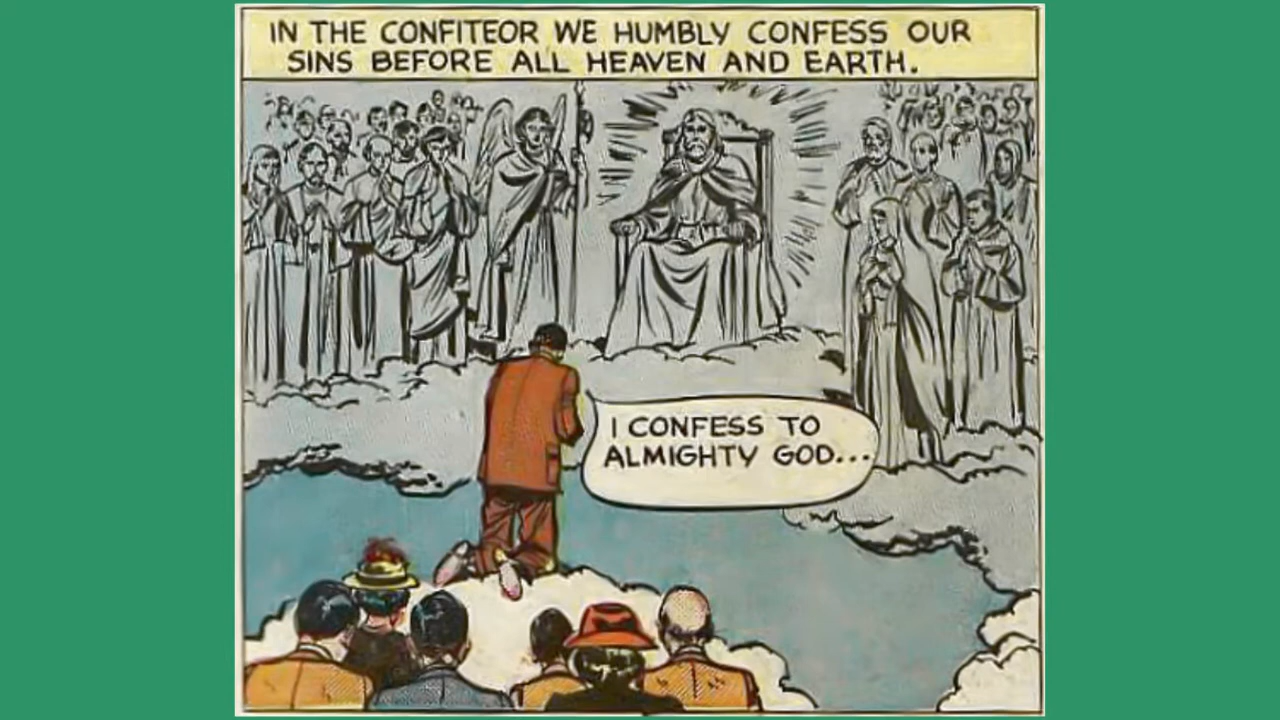 IN THE CONFITEOR WE HUMBLY CONFESS OUR
SINS BEFORE ALL HEAVEN AND EARTH.
I CONFESS TO
ALMIGHTY GOD...